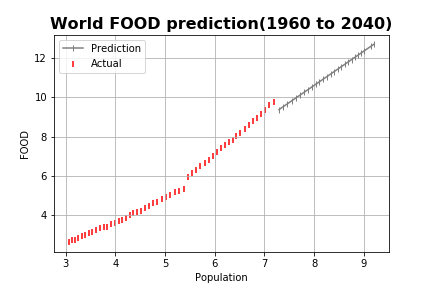 World FOOD prediction(1960 to 2040)
Prediction
Actual
12
10
8
6
4
FOOD
3 4 5 6 7 8 9
Population